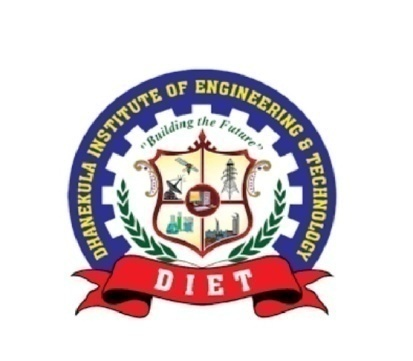 DHANEKULA INSTITUTE OF ENGINEERING & TECHNOLOGY
"Building the Future"
DIET